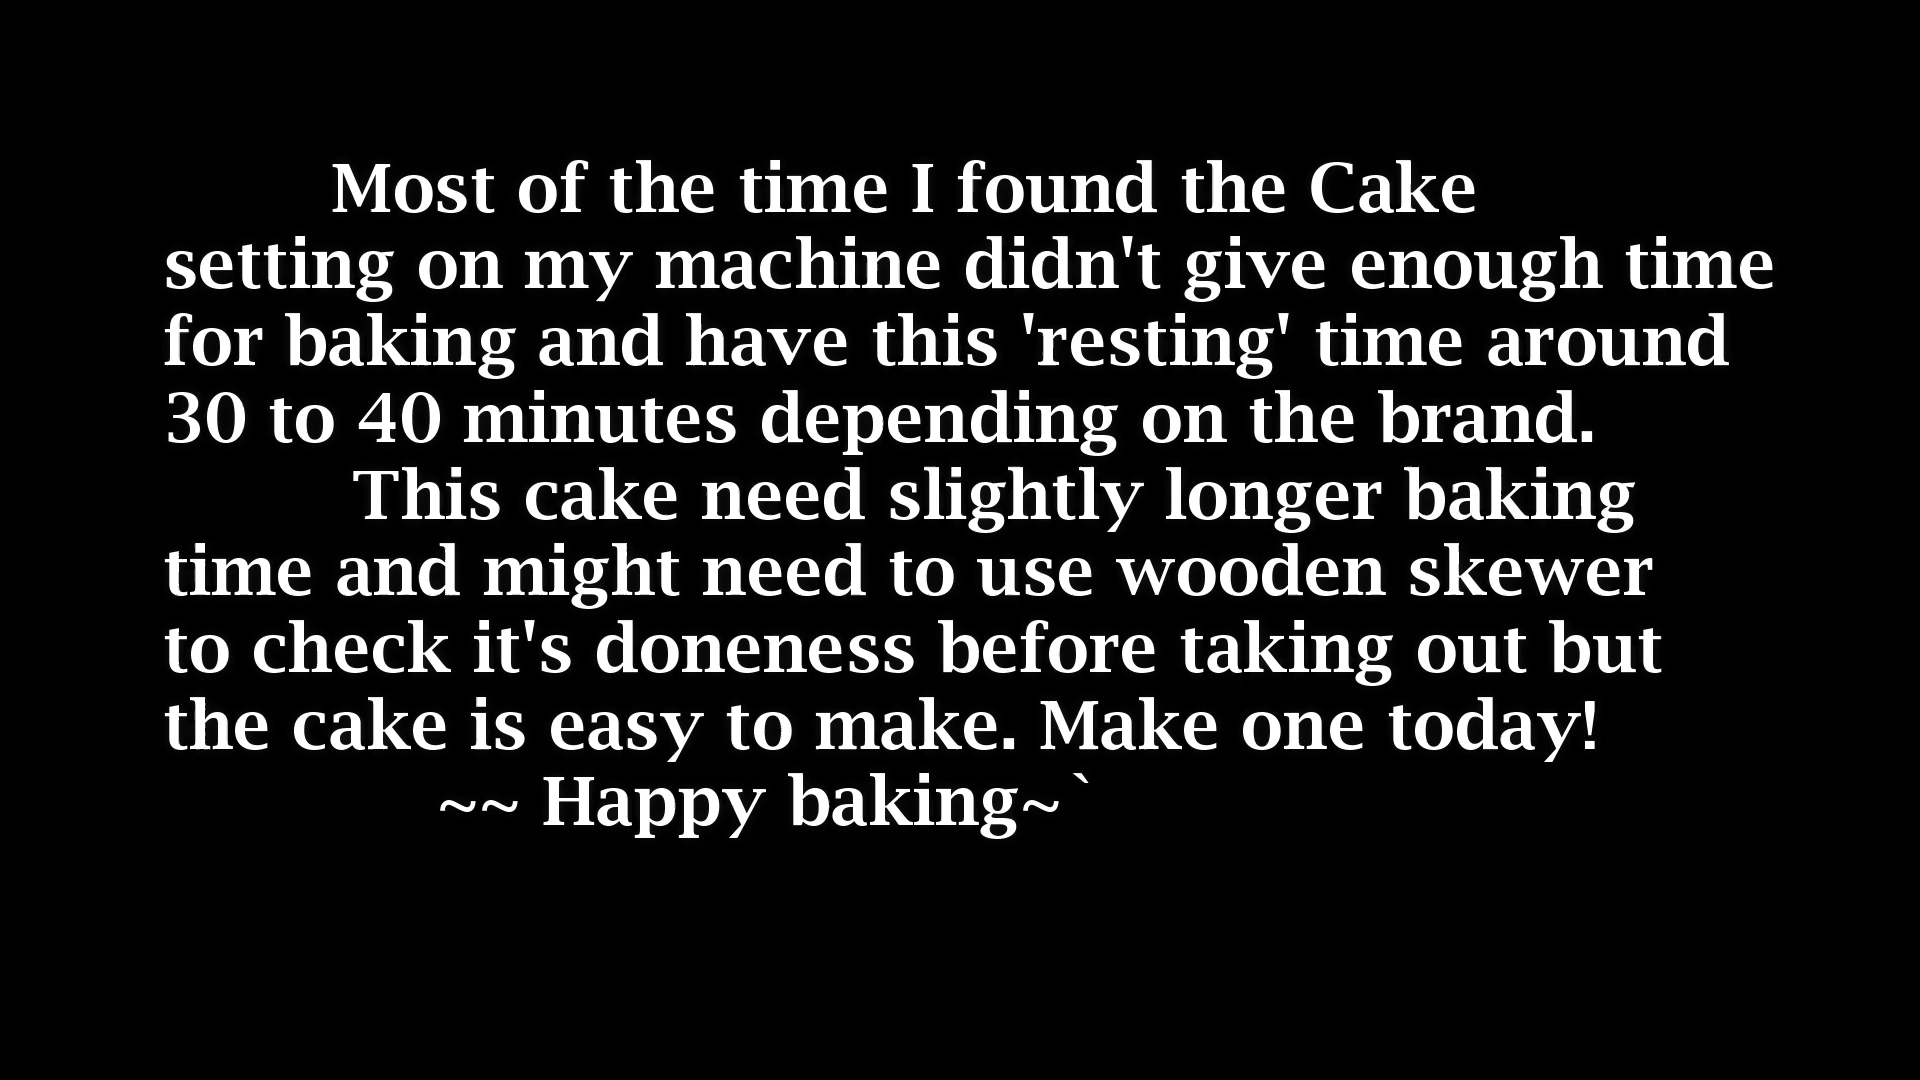 Most of the time I found the Cake
setting on my machine didn't give enough time
for baking and have this 'resting' time around
30 to 40 minutes depending on the brand.
This cake need slightly longer baking
time and might need to use wooden skewer
to check it's doneness before taking out but
the cake is easy to make. Make one today!
~~ Happy baking~`